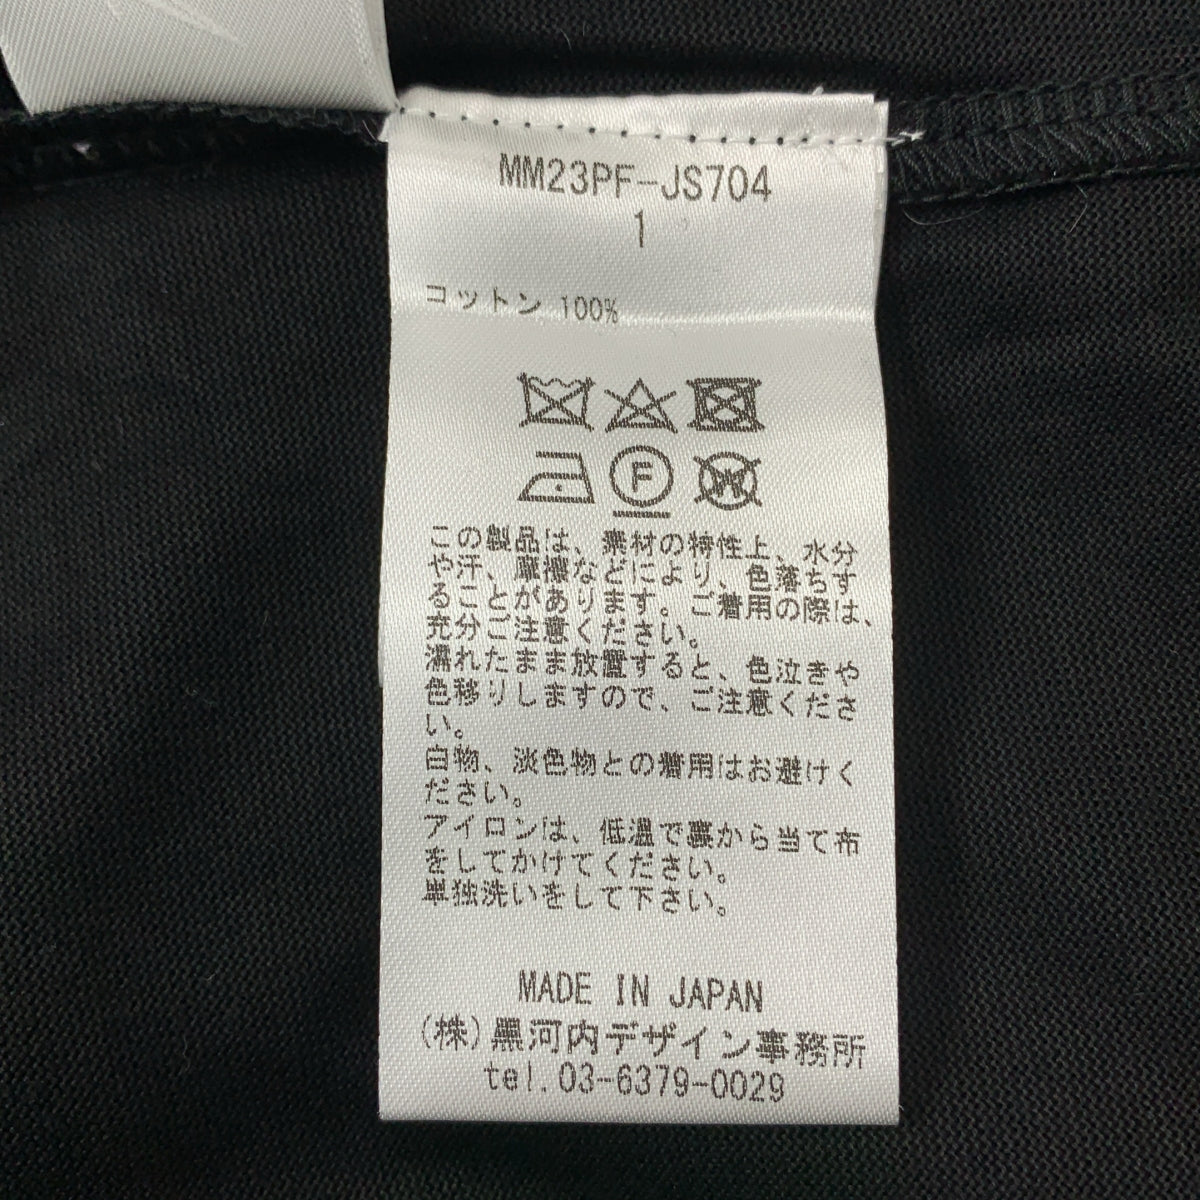 MM23PF-JS704
1
コットン 100%
F
W
この製品は、素材の特性上、水分
や汗、摩擦などにより、色落ちす
ることがあります。ご着用の際は、
充分ご注意ください。
濡れたまま放置すると、色泣きや
色移りしますので、ご注意くださ
い。
白物、淡色物との着用はお避けく
ださい。
アイロンは、低温で裏から当て布
をしてかけてください。
単独洗いをして下さい。
MADE IN JAPAN
(株)黒河内デザイン事務所
tel.03-6379-0029